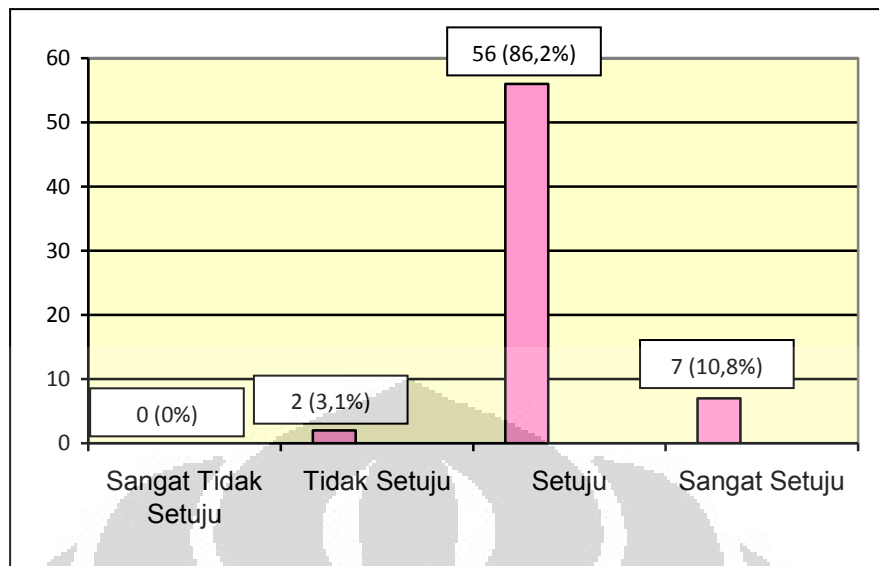 60
50
40
30
20
10
0
56 (86,2%)
7 (10,8%)
2 (3,1%)
0 (0%)
Sangat Tidak Setuju
Tidak Setuju
Setuju
Sangat Setuju